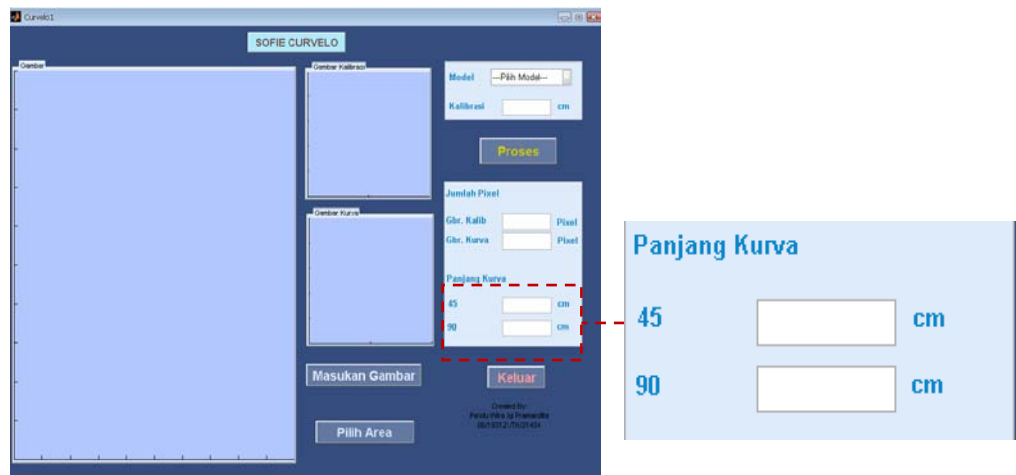 Curvelo1
SOFIE CURVELO
Gambar
Gambar Kalibrasi
Gambar Kurva
Masukan Gambar
Pilih Area
Model
---Pilih Model---
Kalibrasi
cm
Proses
Jumlah Pixel
Gbr. Kalib
Pixel
Gbr. Kurva
Pixel
Panjang Kurva
45
cm
90
cm
Keluar
Created By:
Panjang Kurva
45
cm
90
cm